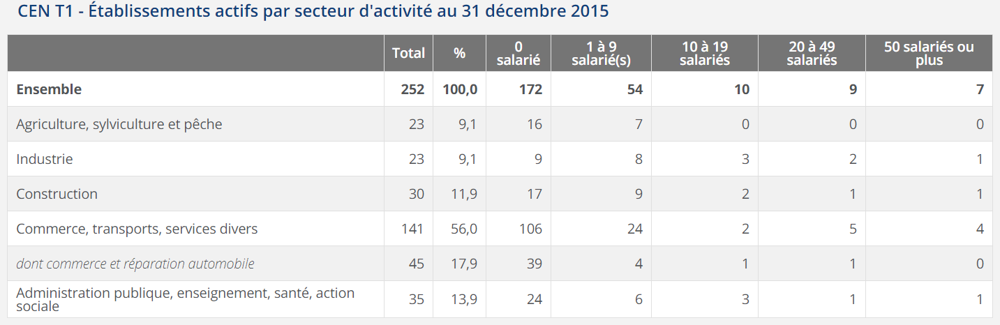 CEN T1 - Établissements actifs par secteur d'activité au 31 décembre 2015
Total % 0 salarié 1 à 9 salarié(s) 10 à 19 salariés 20 à 49 salariés 50 salariés ou plus
Ensemble 252 100,0 172 54 10 9 7
Agriculture, sylviculture et pêche 23 9,1 16 7 0 0 0
Industrie 23 9,1 9 8 3 2 1
Construction 30 11,9 17 9 2 1 1
Commerce, transports, services divers 141 56,0 106 24 2 5 4
dont commerce et réparation automobile 45 17,9 39 4 1 1 0
Administration publique, enseignement, santé, action sociale 35 13,9 24 6 3 1 1